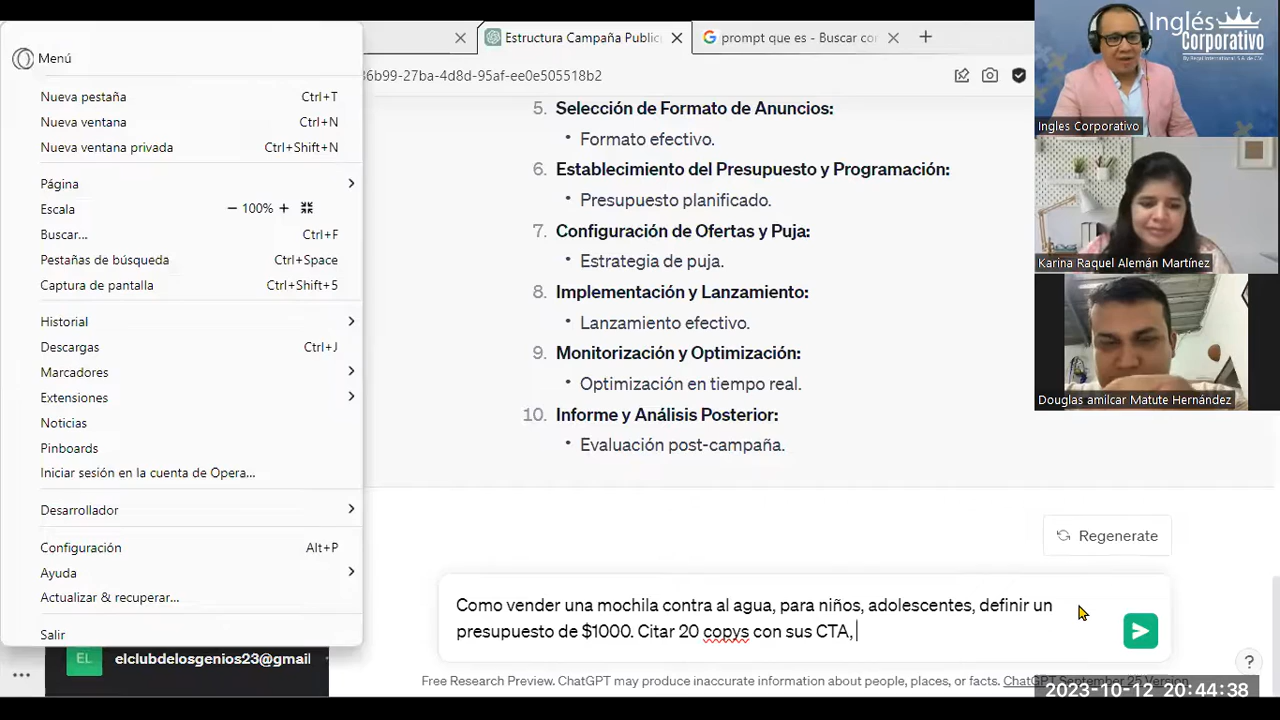 Menú
Nueva pestaña Ctrl+T
Nueva ventana Ctrl+N
Nueva ventana privada Ctrl+Shift+N
Página
Escala − 100% +
Buscar... Ctrl+F
Pestañas de búsqueda Ctrl+Space
Captura de pantalla Ctrl+Shift+5
Historial
Descargas Ctrl+J
Marcadores
Extensiones
Noticias
Pinboards
Iniciar sesión en la cuenta de Opera...
Desarrollador
Configuración Alt+P
Ayuda
Actualizar & recuperar...
Salir
EL elclubdelosgenios23@gmail
Estructura Campaña Public
prompt que es - Buscar co
6b99-27ba-4d8d-95af-ee0e505518b2
5. Selección de Formato de Anuncios:
• Formato efectivo.
6. Establecimiento del Presupuesto y Programación:
• Presupuesto planificado.
7. Configuración de Ofertas y Puja:
• Estrategia de puja.
8. Implementación y Lanzamiento:
• Lanzamiento efectivo.
9. Monitorización y Optimización:
• Optimización en tiempo real.
10. Informe y Análisis Posterior:
• Evaluación post-campaña.
Regenerate
Como vender una mochila contra al agua, para niños, adolescentes, definir un
presupuesto de $1000. Citar 20 copys con sus CTA,
Free Research Preview. ChatGPT may produce inaccurate information about people, places, or facts. ChatGPT September 25 Version
?
Inglés
Corporativo
By Regal International S.A. de C.V.
Ingles Corporativo
Karina Raquel Alemán Martínez
Douglas amilcar Matute Hernández
2023-10-12 20:44:38